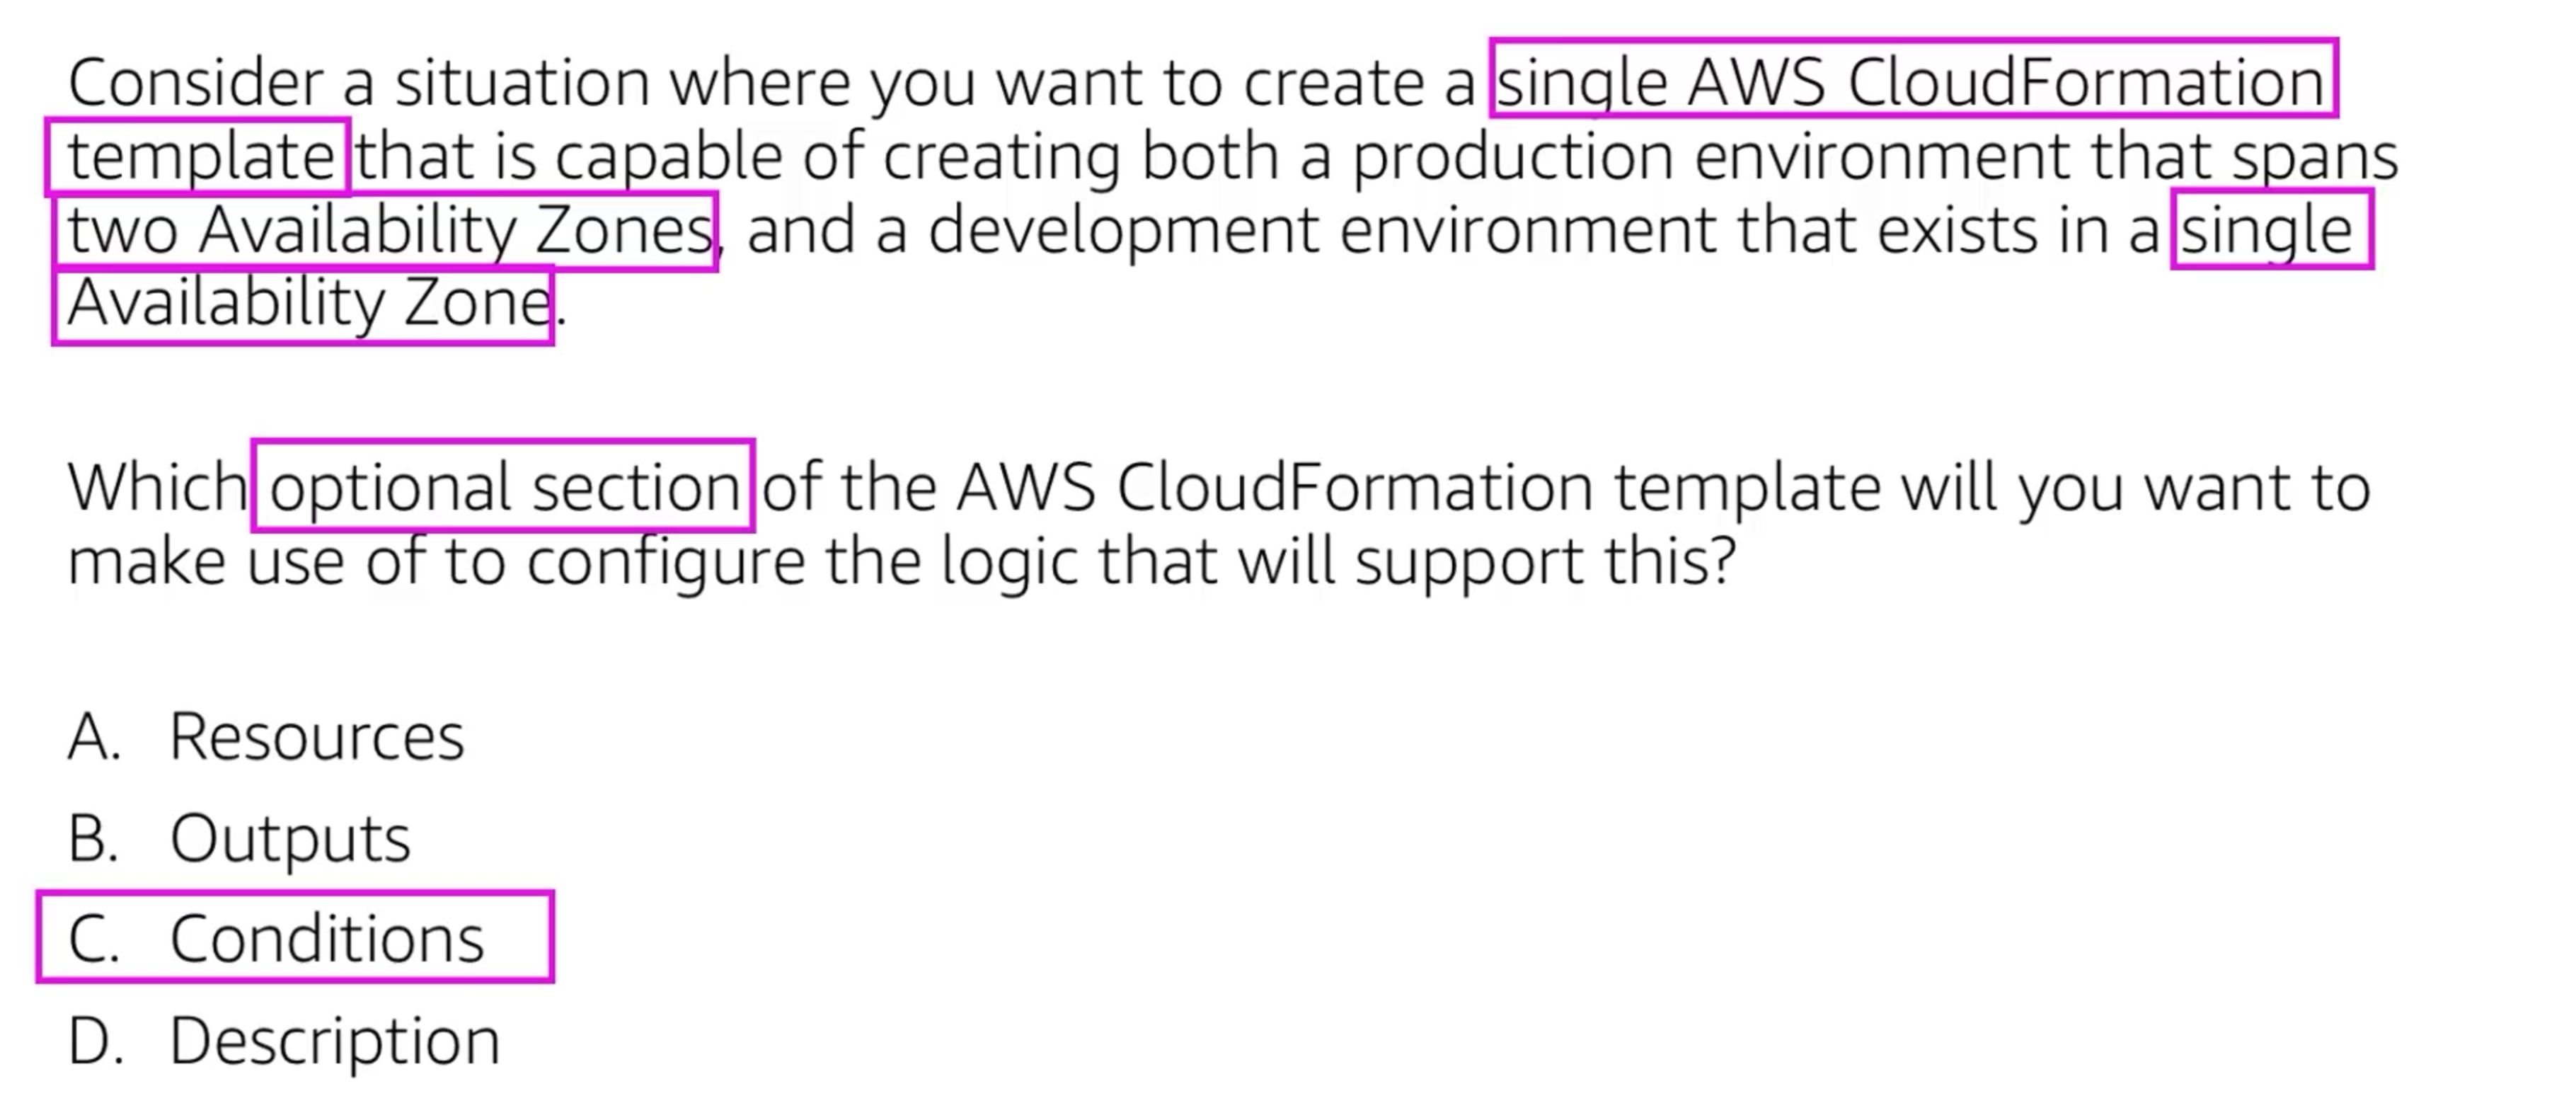 Consider a situation where you want to create a single AWS CloudFormation
template that is capable of creating both a production environment that spans
two Availability Zones, and a development environment that exists in a single
Availability Zone.
Which optional section of the AWS CloudFormation template will you want to
make use of to configure the logic that will support this?
A. Resources
B. Outputs
C. Conditions
D. Description